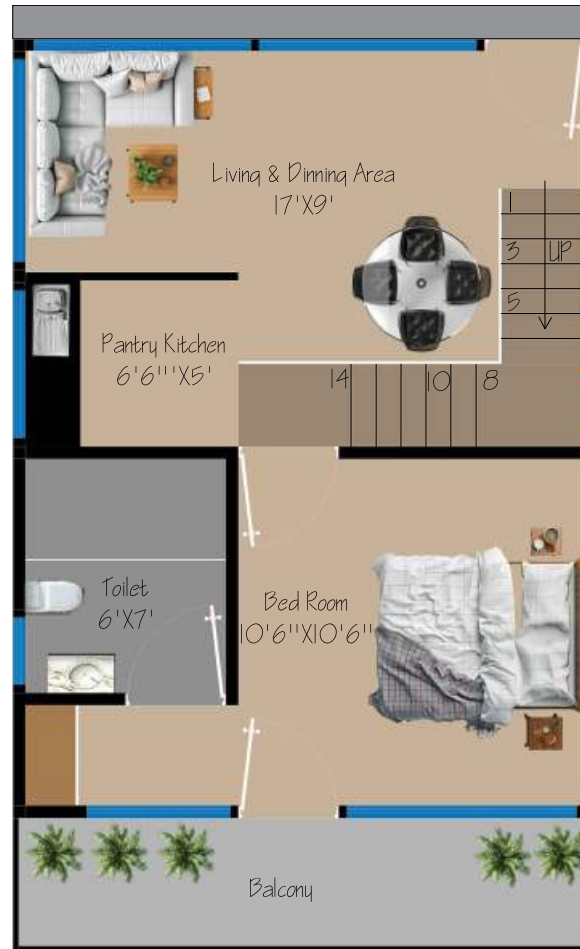 Living & Dinning Area
17'X9'
1
3
UP
5
Pantry Kitchen
6'6'''X5'
14
10
8
Toilet
6'X7'
Bed Room
10'6''X10'6''
Balcony